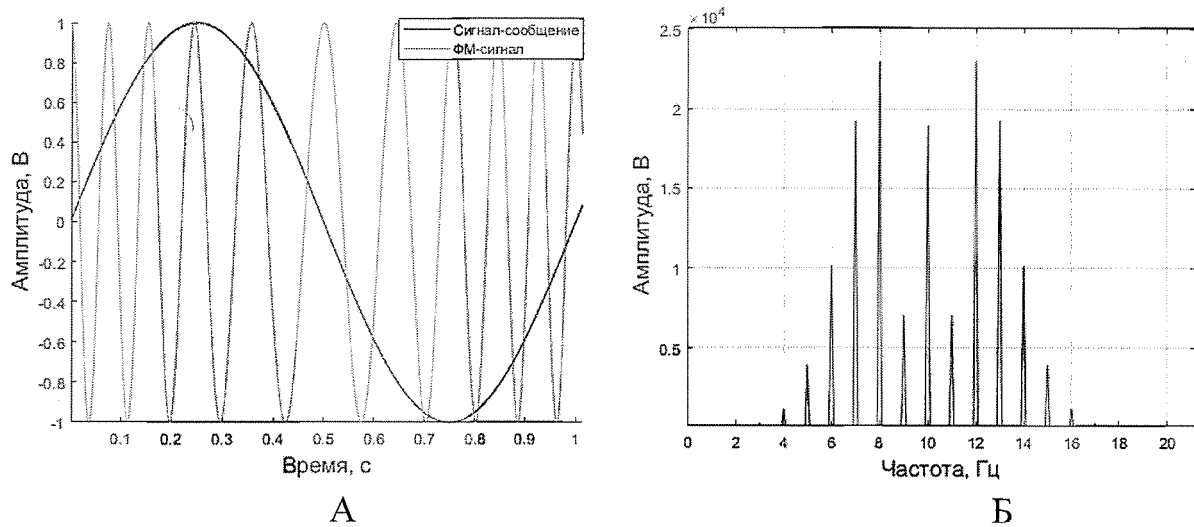 Сигнал-сообщение
ФМ-сигнал
Амплитуда, В
1
0.8
0.6
0.4
0.2
0
-0.2
-0.4
-0.6
-0.8
-1
0.1 0.2 0.3 0.4 0.5 0.6 0.7 0.8 0.9 1
Время, с
А
×10⁴
Амплитуда, В
2.5
2
1.5
1
0.5
0 2 4 6 8 10 12 14 16 18 20
Частота, Гц
Б